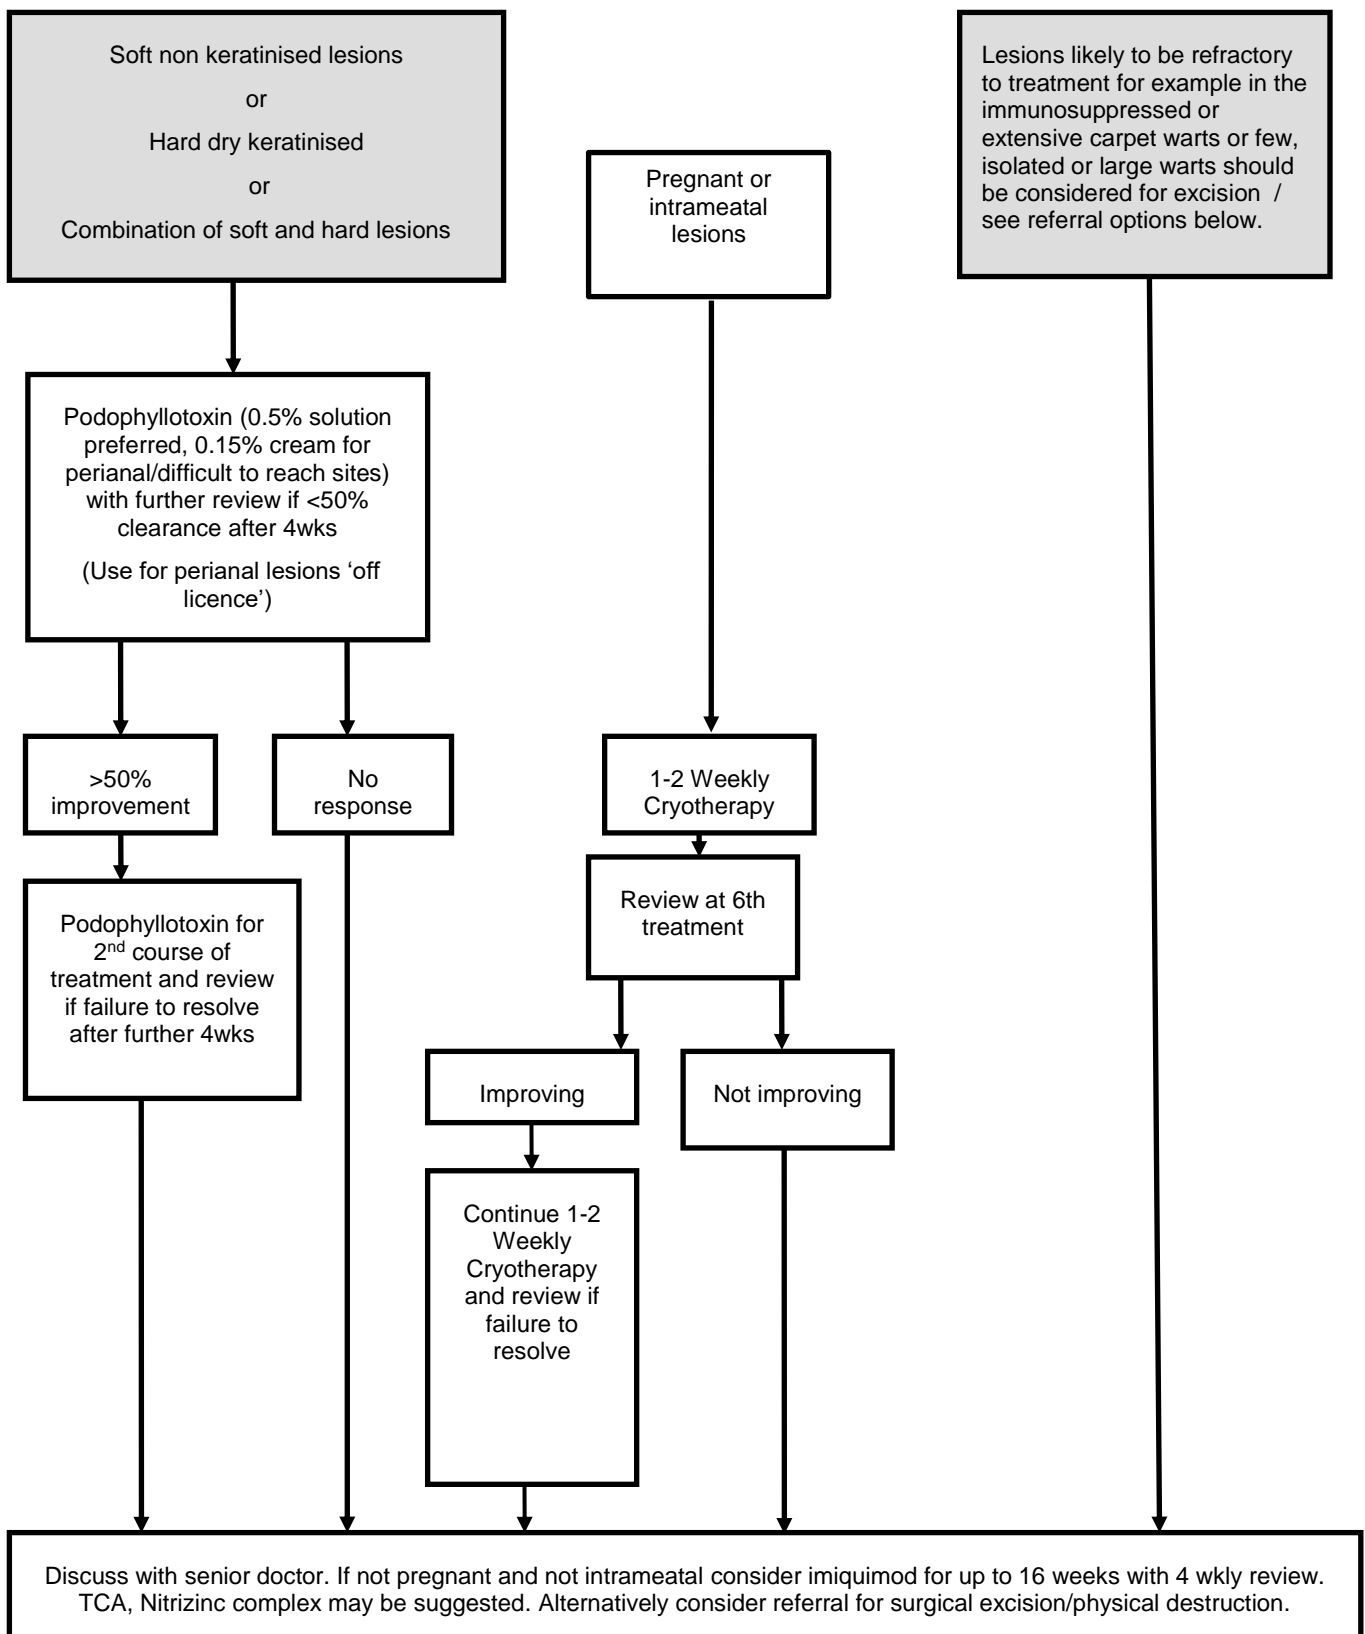 Soft non keratinised lesions
or
Hard dry keratinised
or
Combination of soft and hard lesions
Pregnant or
intrameatal
lesions
Lesions likely to be refractory
to treatment for example in the
immunosuppressed or
extensive carpet warts or few,
isolated or large warts should
be considered for excision /
see referral options below.
Podophyllotoxin (0.5% solution
preferred, 0.15% cream for
perianal/difficult to reach sites)
with further review if <50%
clearance after 4wks
(Use for perianal lesions ‘off
licence’)
>50%
improvement
No
response
1-2 Weekly
Cryotherapy
Review at 6th
treatment
Podophyllotoxin for
2nd course of
treatment and review
if failure to resolve
after further 4wks
Improving
Not improving
Continue 1-2
Weekly
Cryotherapy
and review if
failure to
resolve
Discuss with senior doctor. If not pregnant and not intrameatal consider imiquimod for up to 16 weeks with 4 wkly review.
TCA, Nitrizinc complex may be suggested. Alternatively consider referral for surgical excision/physical destruction.